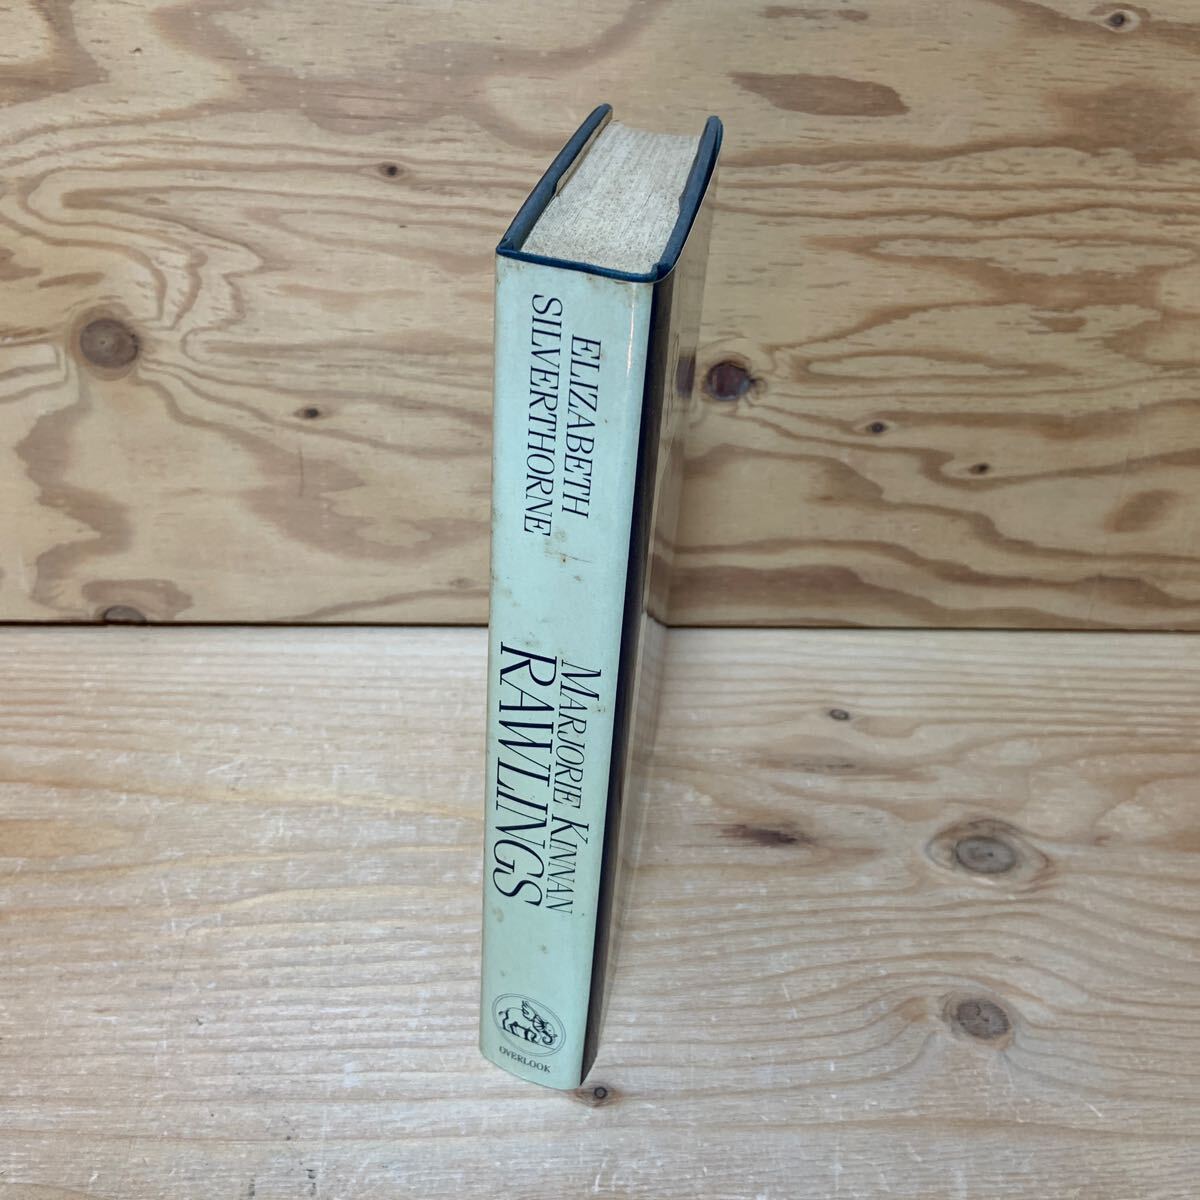 ELIZABETH
SILVERTHORNE
MARJORIE KINNAN
RAWLINGS
OVERLOOK